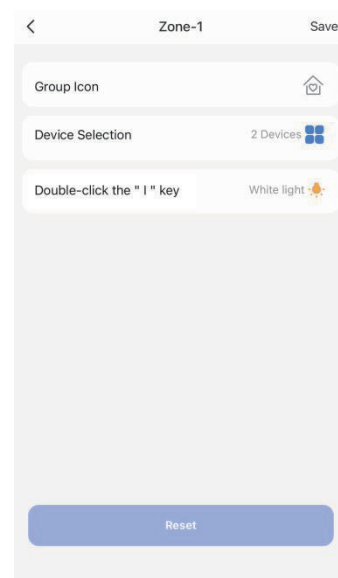 Zone-1 Save
Group Icon
Device Selection 2 Devices
Double-click the " I " key White light
Reset